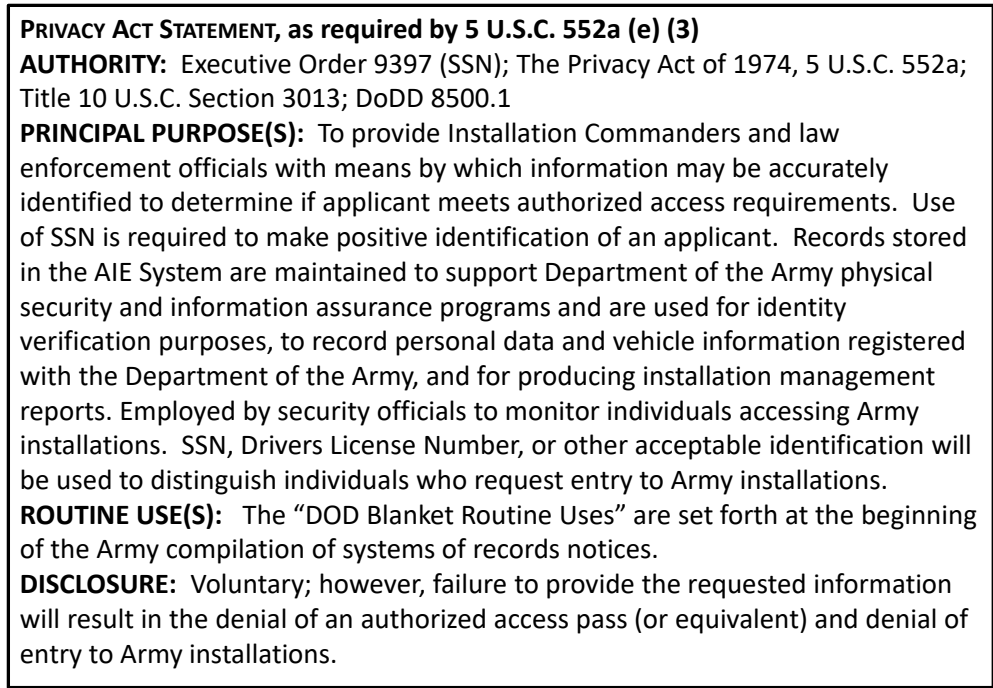 PRIVACY ACT STATEMENT, as required by 5 U.S.C. 552a (e) (3)
AUTHORITY: Executive Order 9397 (SSN); The Privacy Act of 1974, 5 U.S.C. 552a;
Title 10 U.S.C. Section 3013; DoDD 8500.1
PRINCIPAL PURPOSE(S): To provide Installation Commanders and law
enforcement officials with means by which information may be accurately
identified to determine if applicant meets authorized access requirements. Use
of SSN is required to make positive identification of an applicant. Records stored
in the AIE System are maintained to support Department of the Army physical
security and information assurance programs and are used for identity
verification purposes, to record personal data and vehicle information registered
with the Department of the Army, and for producing installation management
reports. Employed by security officials to monitor individuals accessing Army
installations. SSN, Drivers License Number, or other acceptable identification will
be used to distinguish individuals who request entry to Army installations.
ROUTINE USE(S): The “DOD Blanket Routine Uses” are set forth at the beginning
of the Army compilation of systems of records notices.
DISCLOSURE: Voluntary; however, failure to provide the requested information
will result in the denial of an authorized access pass (or equivalent) and denial of
entry to Army installations.